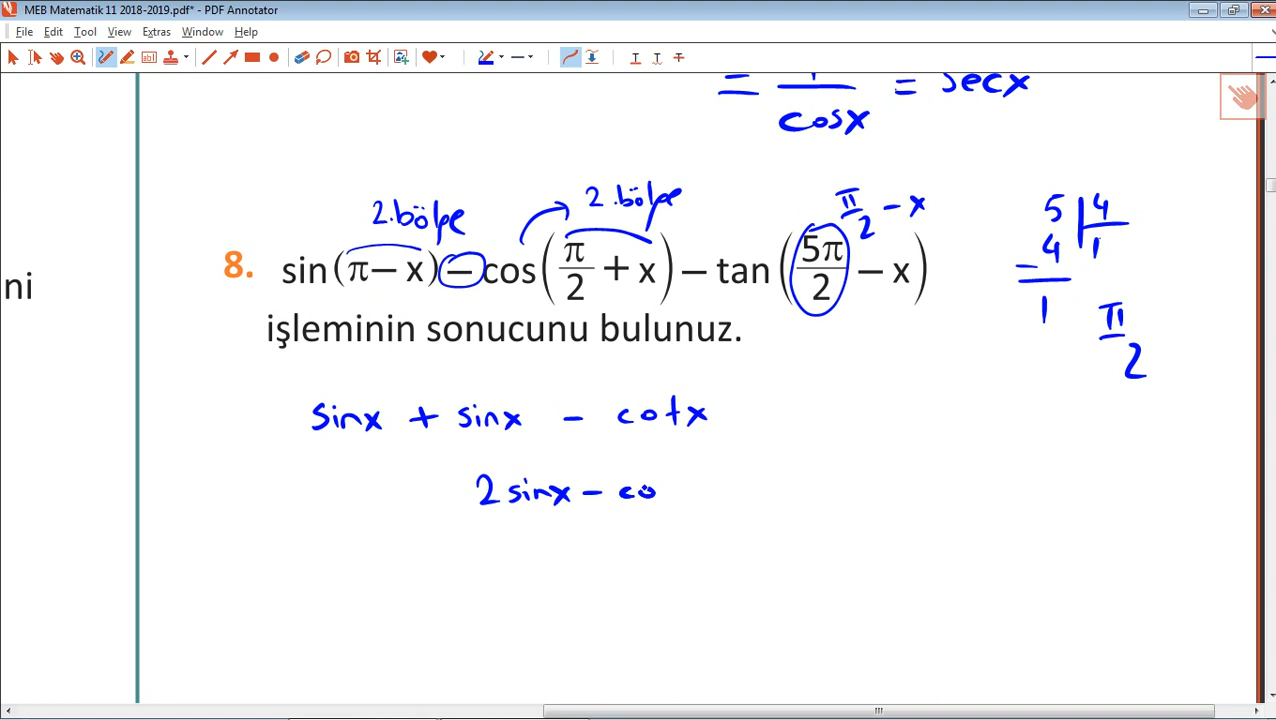 MEB Matematik 11 2018-2019.pdf* - PDF Annotator
File Edit Tool View Extras Window Help
= 1/cosx = secx
2.bölge 2.bölge π/2 - x
8. sin(π − x) − cos(π/2 + x) − tan(5π/2 − x)
ni
işleminin sonucunu bulunuz.
5 | 4
− 4 1
1
π/2
sinx + sinx − cotx
2 sinx − co